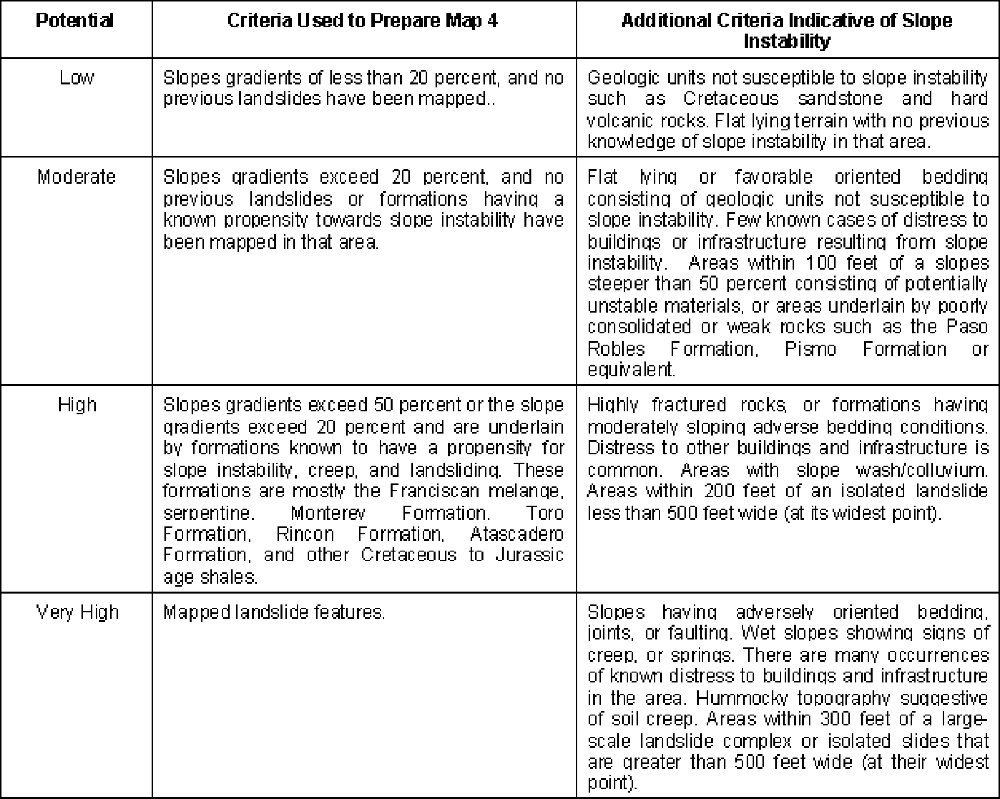 Potential
Criteria Used to Prepare Map 4
Additional Criteria Indicative of Slope
Instability
Low
Slopes gradients of less than 20 percent, and no
previous landslides have been mapped..
Geologic units not susceptible to slope instability
such as Cretaceous sandstone and hard
volcanic rocks. Flat lying terrain with no previous
knowledge of slope instability in that area.
Moderate
Slopes gradients exceed 20 percent, and no
previous landslides or formations having a
known propensity towards slope instability have
been mapped in that area.
Flat lying or favorable oriented bedding
consisting of geologic units not susceptible to
slope instability. Few known cases of distress to
buildings or infrastructure resulting from slope
instability. Areas within 100 feet of a slopes
steeper than 50 percent consisting of potentially
unstable materials, or areas underlain by poorly
consolidated or weak rocks such as the Paso
Robles Formation, Pismo Formation or
equivalent.
High
Slopes gradients exceed 50 percent or the slope
gradients exceed 20 percent and are underlain
by formations known to have a propensity for
slope instability, creep, and landsliding. These
formations are mostly the Franciscan melange,
serpentine, Monterey Formation, Toro
Formation, Rincon Formation, Atascadero
Formation, and other Cretaceous to Jurassic
age shales.
Highly fractured rocks, or formations having
moderately sloping adverse bedding conditions.
Distress to other buildings and infrastructure is
common. Areas with slope wash/colluvium.
Areas within 200 feet of an isolated landslide
less than 500 feet wide (at its widest point).
Very High
Mapped landslide features.
Slopes having adversely oriented bedding,
joints, or faulting. Wet slopes showing signs of
creep, or springs. There are many occurrences
of known distress to buildings and infrastructure
in the area. Hummocky topography suggestive
of soil creep. Areas within 300 feet of a large-
scale landslide complex or isolated slides that
are greater than 500 feet wide (at their widest
point).